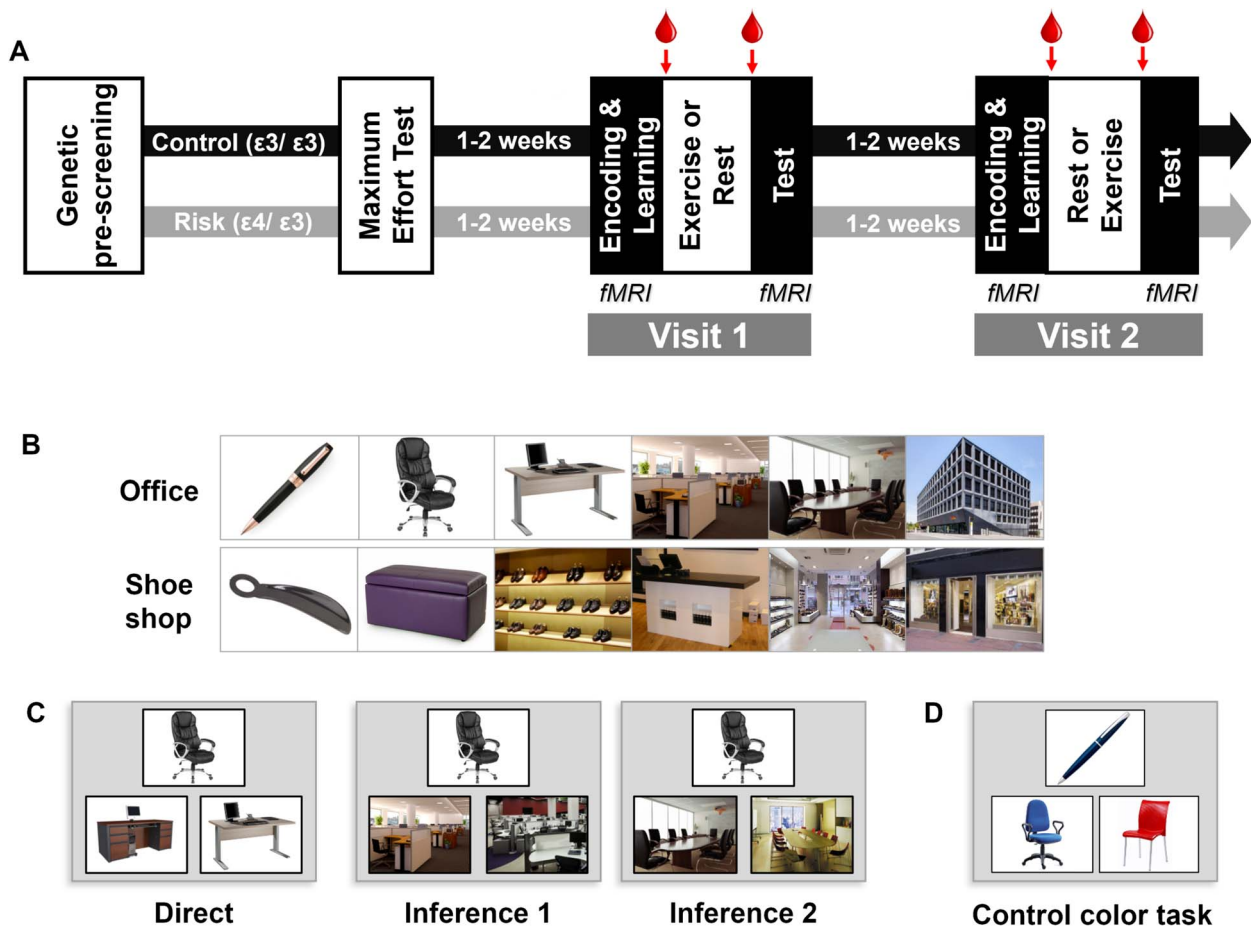 A
Genetic
pre-screening
Control (ε3/ ε3)
Risk (ε4/ ε3)
Maximum
Effort Test
1-2 weeks
1-2 weeks
Encoding &
Learning
Exercise or
Rest
Test
fMRI
fMRI
Visit 1
1-2 weeks
1-2 weeks
Encoding &
Learning
Rest or
Exercise
Test
fMRI
fMRI
Visit 2
B
Office
Shoe
shop
C
Direct
Inference 1
Inference 2
D
Control color task